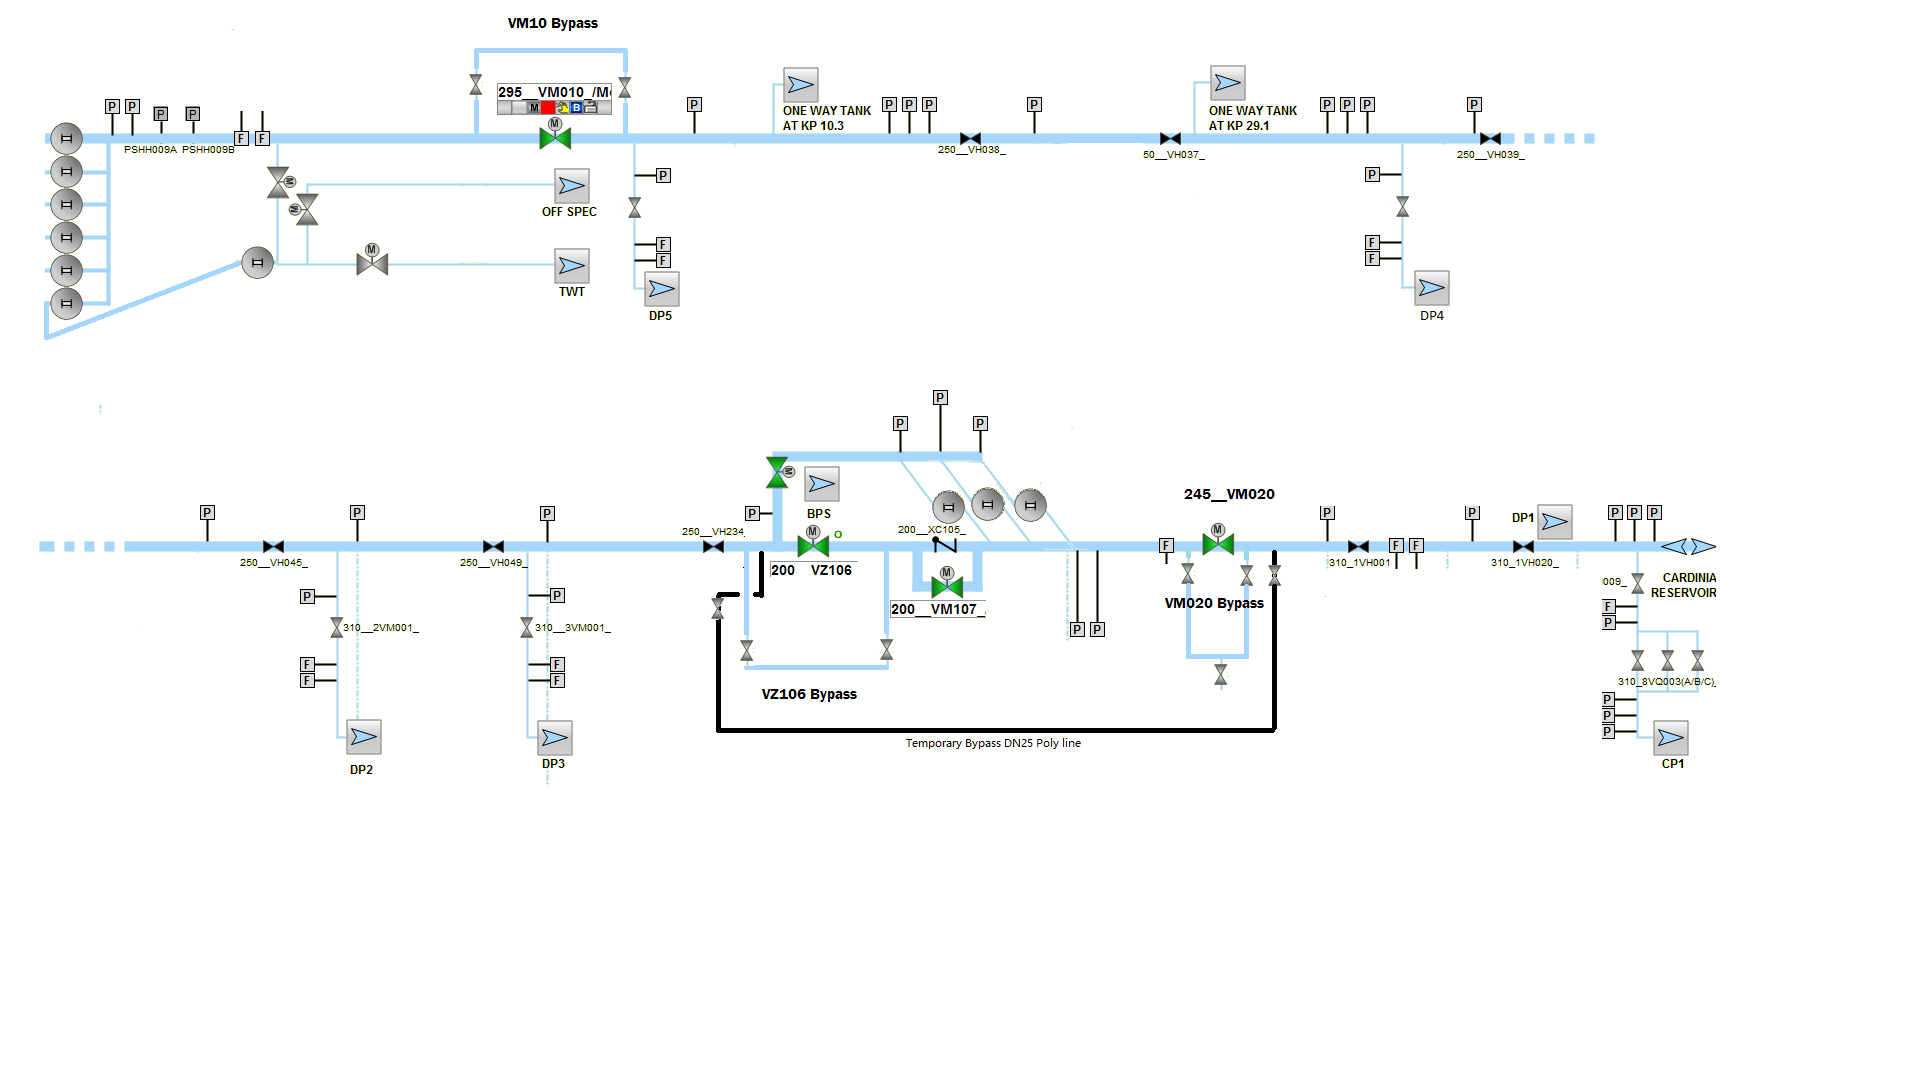 VM10 Bypass
295__VM010_/M
M B
M
P P P P
F F
PSHH009A PSHH009B
P
ONE WAY TANK
AT KP 10.3
P P P
P
250__VH038_
50__VH037_
ONE WAY TANK
AT KP 29.1
P P P
P
250__VH039_
M
M
OFF SPEC
M
TWT
P
F
F
DP5
P
F
F
DP4
P
250__VH045_
P
P
250__VH049_
P
310__2VM001_
F
F
DP2
P
310__3VM001_
F
F
DP3
250__VH234_
P
M
BPS
M
O
200 VZ106
P P P
200__XC105_
M
200__VM107_
P P
VZ106 Bypass
Temporary Bypass DN25 Poly line
245__VM020
F
M
VM020 Bypass
P
310_1VH001
F F
P
DP1
310_1VH020_
P P P
CARDINIA
RESERVOIR
009_
F
P
310_8VQ003(A/B/C)_
P
P
P
CP1